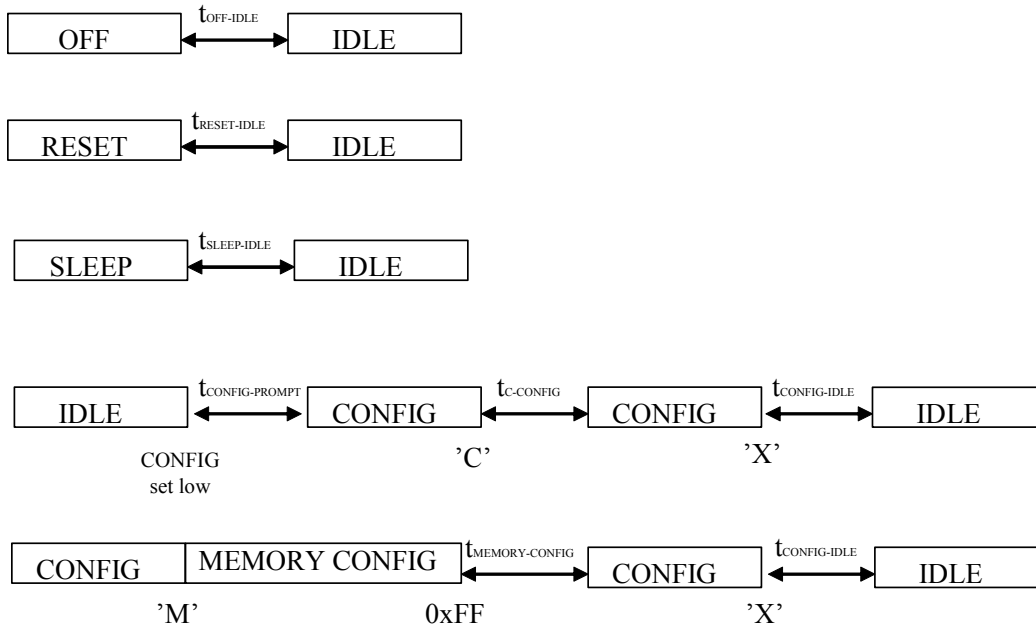 tOFF-IDLE
OFF IDLE
tRESET-IDLE
RESET IDLE
tSLEEP-IDLE
SLEEP IDLE
tCONFIG-PROMPT tC-CONFIG tCONFIG-IDLE
IDLE CONFIG CONFIG IDLE
CONFIG
set low
’C’ ’X’
tMEMORY-CONFIG tCONFIG-IDLE
CONFIG MEMORY CONFIG CONFIG IDLE
’M’ 0xFF ’X’